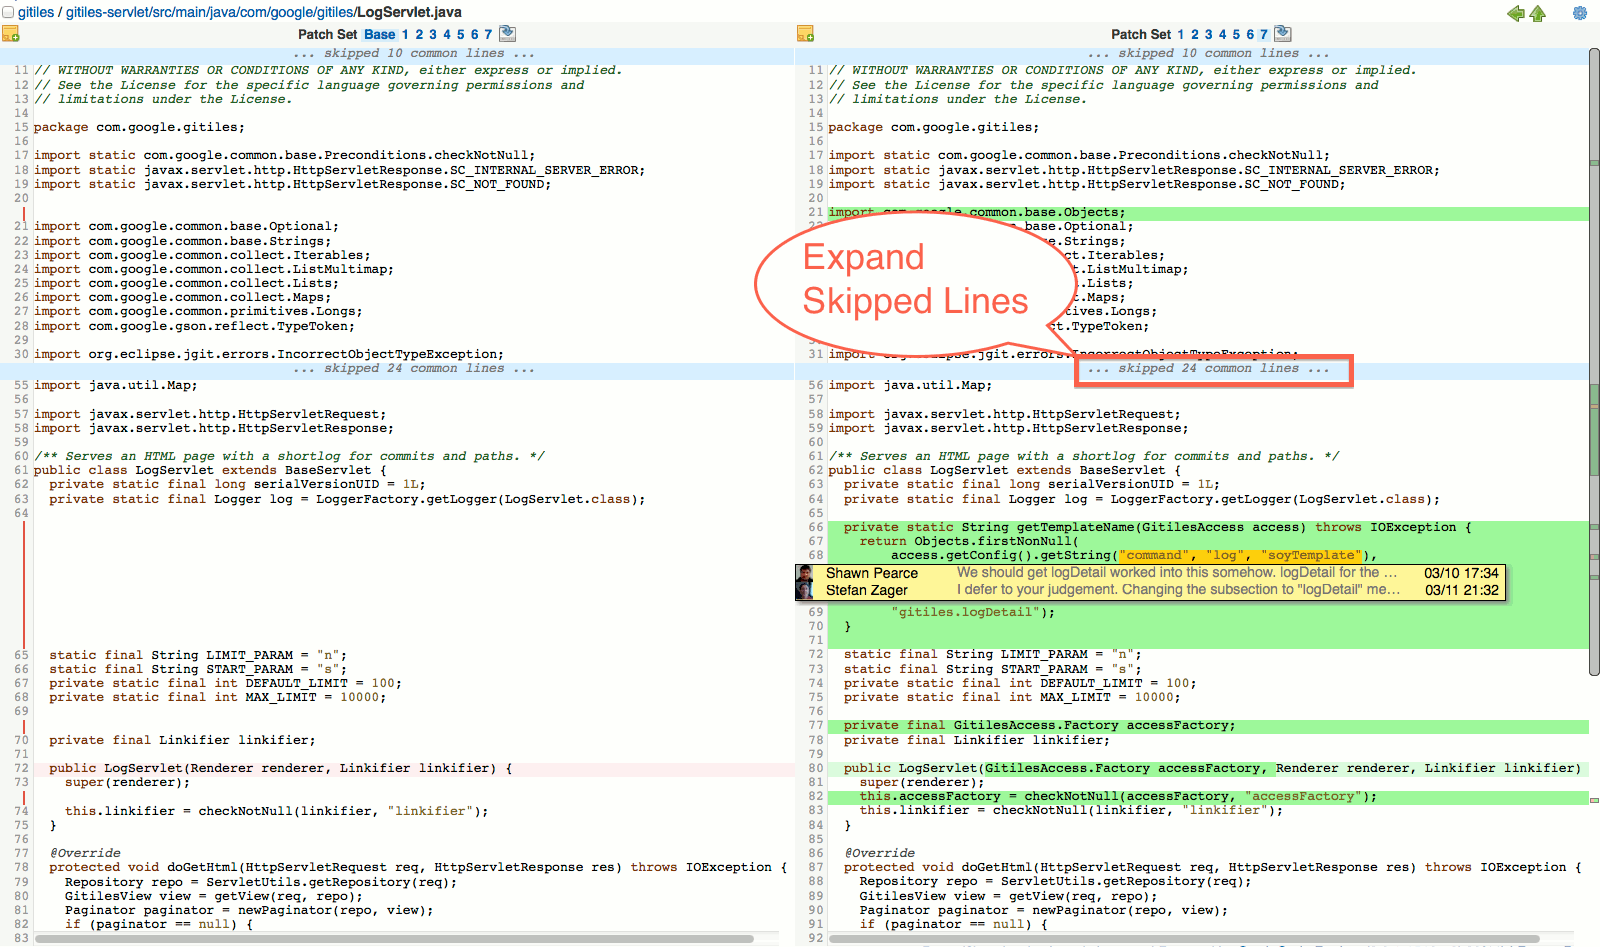 gitiles / gitiles-servlet/src/main/java/com/google/gitiles/LogServlet.java
Patch Set Base 1 2 3 4 5 6 7
... skipped 10 common lines ...
11 // WITHOUT WARRANTIES OR CONDITIONS OF ANY KIND, either express or implied.
12 // See the License for the specific language governing permissions and
13 // limitations under the License.
14
15 package com.google.gitiles;
16
17 import static com.google.common.base.Preconditions.checkNotNull;
18 import static javax.servlet.http.HttpServletResponse.SC_INTERNAL_SERVER_ERROR;
19 import static javax.servlet.http.HttpServletResponse.SC_NOT_FOUND;
20
21 import com.google.common.base.Optional;
22 import com.google.common.base.Strings;
23 import com.google.common.collect.Iterables;
24 import com.google.common.collect.ListMultimap;
25 import com.google.common.collect.Lists;
26 import com.google.common.collect.Maps;
27 import com.google.common.primitives.Longs;
28 import com.google.gson.reflect.TypeToken;
29
30 import org.eclipse.jgit.errors.IncorrectObjectTypeException;
... skipped 24 common lines ...
55 import java.util.Map;
56
57 import javax.servlet.http.HttpServletRequest;
58 import javax.servlet.http.HttpServletResponse;
59
60 /** Serves an HTML page with a shortlog for commits and paths. */
61 public class LogServlet extends BaseServlet {
62 private static final long serialVersionUID = 1L;
63 private static final Logger log = LoggerFactory.getLogger(LogServlet.class);
64
65 static final String LIMIT_PARAM = "n";
66 static final String START_PARAM = "s";
67 private static final int DEFAULT_LIMIT = 100;
68 private static final int MAX_LIMIT = 10000;
69
70 private final Linkifier linkifier;
71
72 public LogServlet(Renderer renderer, Linkifier linkifier) {
73 super(renderer);
74 this.linkifier = checkNotNull(linkifier, "linkifier");
75 }
76
77 @Override
78 protected void doGetHtml(HttpServletRequest req, HttpServletResponse res) throws IOException {
79 Repository repo = ServletUtils.getRepository(req);
80 GitilesView view = getView(req, repo);
81 Paginator paginator = newPaginator(repo, view);
82 if (paginator == null) {
83
Patch Set 1 2 3 4 5 6 7
... skipped 10 common lines ...
11 // WITHOUT WARRANTIES OR CONDITIONS OF ANY KIND, either express or implied.
12 // See the License for the specific language governing permissions and
13 // limitations under the License.
14
15 package com.google.gitiles;
16
17 import static com.google.common.base.Preconditions.checkNotNull;
18 import static javax.servlet.http.HttpServletResponse.SC_INTERNAL_SERVER_ERROR;
19 import static javax.servlet.http.HttpServletResponse.SC_NOT_FOUND;
20
21 import common.base.Objects;
.base.Optional;
.Strings;
.Iterables;
.ListMultimap;
.Lists;
.Maps;
.Longs;
.TypeToken;
Expand
Skipped Lines
31 .jgit.errors.IncorrectObjectTypeException;
... skipped 24 common lines ...
56 import java.util.Map;
57
58 import javax.servlet.http.HttpServletRequest;
59 import javax.servlet.http.HttpServletResponse;
60
61 /** Serves an HTML page with a shortlog for commits and paths. */
62 public class LogServlet extends BaseServlet {
63 private static final long serialVersionUID = 1L;
64 private static final Logger log = LoggerFactory.getLogger(LogServlet.class);
65
66 private static String getTemplateName(GitilesAccess access) throws IOException {
67 return Objects.firstNonNull(
68 access.getConfig().getString("command", "log", "soyTemplate"),
Shawn Pearce We should get logDetail worked into this somehow. logDetail for the ... 03/10 17:34
Stefan Zager I defer to your judgement. Changing the subsection to "logDetail" me... 03/11 21:32
69 "gitiles.logDetail");
70 }
71
72 static final String LIMIT_PARAM = "n";
73 static final String START_PARAM = "s";
74 private static final int DEFAULT_LIMIT = 100;
75 private static final int MAX_LIMIT = 10000;
76
77 private final GitilesAccess.Factory accessFactory;
78 private final Linkifier linkifier;
79
80 public LogServlet(GitilesAccess.Factory accessFactory, Renderer renderer, Linkifier linkifier)
81 super(renderer);
82 this.accessFactory = checkNotNull(accessFactory, "accessFactory");
83 this.linkifier = checkNotNull(linkifier, "linkifier");
84 }
85
86 @Override
87 protected void doGetHtml(HttpServletRequest req, HttpServletResponse res) throws IOException {
88 Repository repo = ServletUtils.getRepository(req);
89 GitilesView view = getView(req, repo);
90 Paginator paginator = newPaginator(repo, view);
91 if (paginator == null) {
92